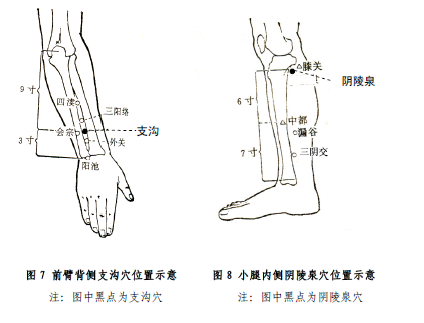 9寸
四渎
三阳络
会宗
支沟
3寸
外关
阳池
膝关
阴陵泉
6寸
中都
漏谷
7寸
三阴交
图7 前臂背侧支沟穴位置示意
注：图中黑点为支沟穴
图8 小腿内侧阴陵泉穴位置示意
注：图中黑点为阴陵泉穴